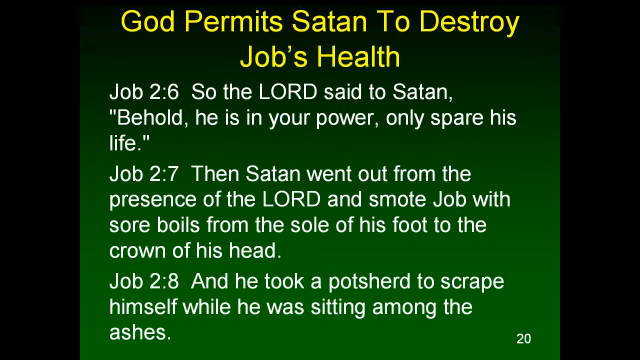 God Permits Satan To Destroy
Job's Health
Job 2:6  So the LORD said to Satan,
"Behold, he is in your power, only spare his
life."
Job 2:7  Then Satan went out from the
presence of the LORD and smote Job with
sore boils from the sole of his foot to the
crown of his head.
Job 2:8  And he took a potsherd to scrape
himself while he was sitting among the
ashes.
20